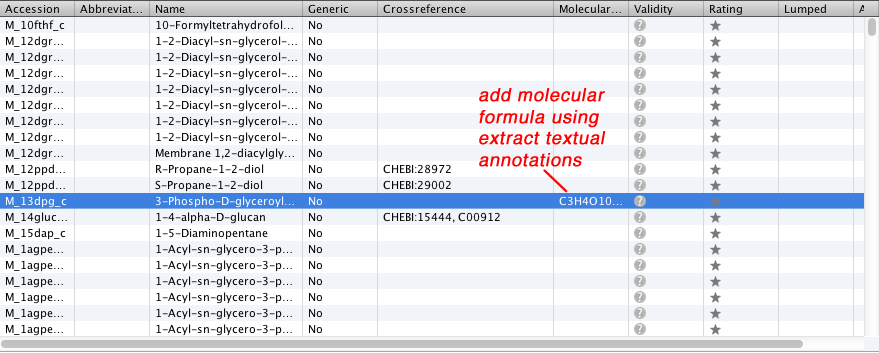 Accession Abbreviat... Name Generic Crossreference Molecular... Validity Rating Lumped A
M_10fthf_c 10-Formyltetrahydrofol... No ?
M_12dgr... 1-2-Diacyl-sn-glycerol-... No ?
M_12dgr... 1-2-Diacyl-sn-glycerol-... No ?
M_12dgr... 1-2-Diacyl-sn-glycerol-... No ?
M_12dgr... 1-2-Diacyl-sn-glycerol-... No ?
M_12dgr... 1-2-Diacyl-sn-glycerol-... No ?
M_12dgr... 1-2-Diacyl-sn-glycerol-... No ?
M_12dgr... 1-2-Diacyl-sn-glycerol-... No ?
M_12dgr... Membrane 1,2-diacylgly... No ?
M_12ppd... R-Propane-1-2-diol No CHEBI:28972 ?
M_12ppd... S-Propane-1-2-diol No CHEBI:29002 ?
M_13dpg_c 3-Phospho-D-glyceroyl... No C3H4O10... ?
M_14gluc... 1-4-alpha-D-glucan No CHEBI:15444, C00912 ?
M_15dap_c 1-5-Diaminopentane No ?
M_1agpe... 1-Acyl-sn-glycero-3-p... No ?
M_1agpe... 1-Acyl-sn-glycero-3-p... No ?
M_1agpe... 1-Acyl-sn-glycero-3-p... No ?
M_1agpe... 1-Acyl-sn-glycero-3-p... No ?
M_1agpe... 1-Acyl-sn-glycero-3-p... No ?
M_1agpe... 1-Acyl-sn-glycero-3-p... No ?
add molecular
formula using
extract textual
annotations